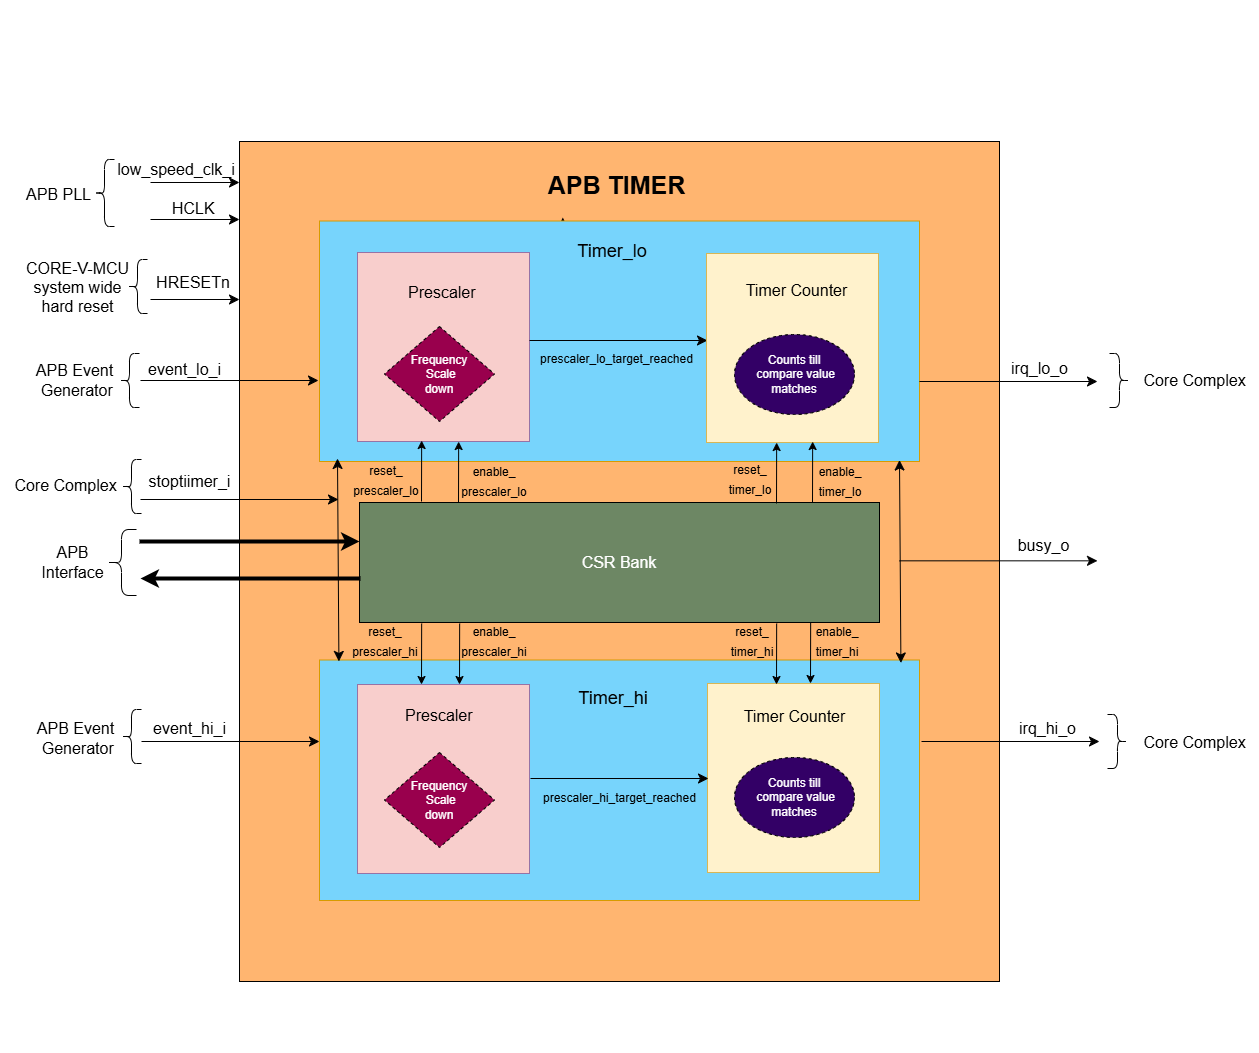 APB TIMER
low_speed_clk_i
APB PLL
HCLK
CORE-V-MCU
system wide
hard reset
HRESETn
Timer_lo
Prescaler
Frequency
Scale
down
prescaler_lo_target_reached
Timer Counter
Counts till
compare value
matches
APB Event
Generator
event_lo_i
irq_lo_o
Core Complex
Core Complex
stoptiimer_i
reset_
prescaler_lo
enable_
prescaler_lo
reset_
timer_lo
enable_
timer_lo
APB
Interface
CSR Bank
busy_o
reset_
prescaler_hi
enable_
prescaler_hi
reset_
timer_hi
enable_
timer_hi
Timer_hi
Prescaler
Frequency
Scale
down
prescaler_hi_target_reached
Timer Counter
Counts till
compare value
matches
APB Event
Generator
event_hi_i
irq_hi_o
Core Complex